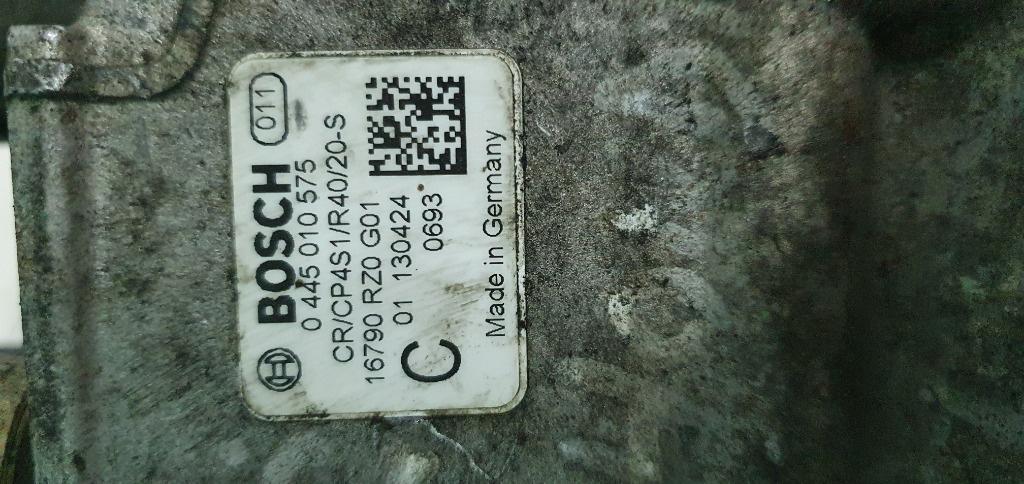 BOSCH 011
0 445 010 575
CR/CP4S1/R40/20-S
16790 RZ0 G01
01 130424
C 0693
Made in Germany